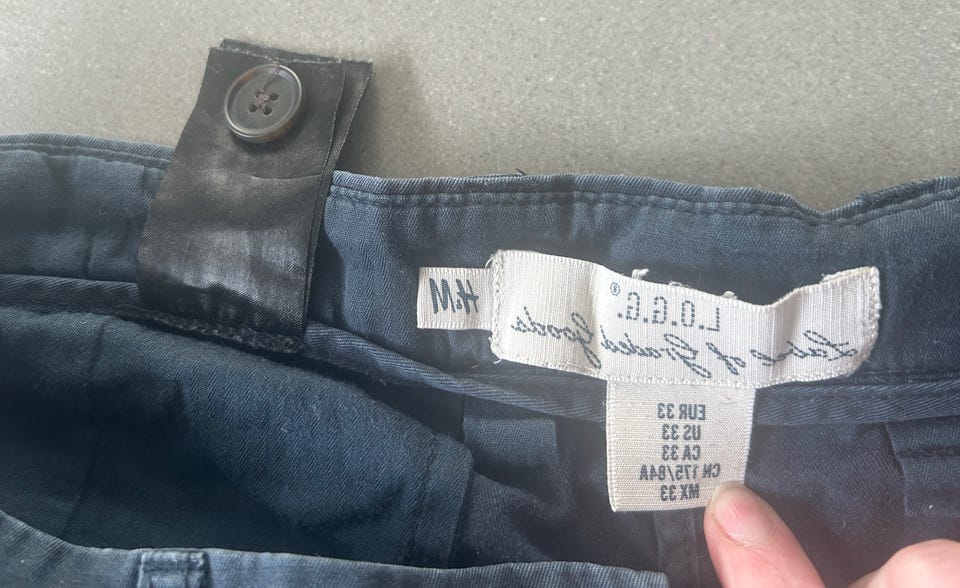 H&M
L.O.G.G.®
Label of Graded Goods
EUR 33
US 33
CA 33
CN 175/84A
MX 33